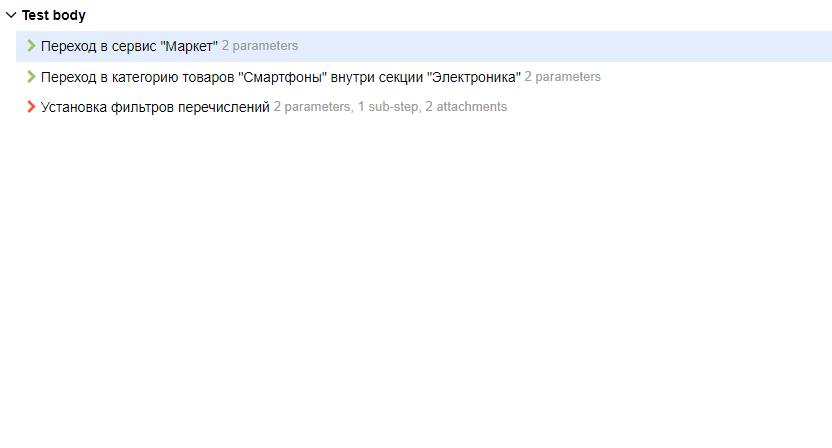 Test body
Переход в сервис "Маркет" 2 parameters
Переход в категорию товаров "Смартфоны" внутри секции "Электроника" 2 parameters
Установка фильтров перечислений 2 parameters, 1 sub-step, 2 attachments